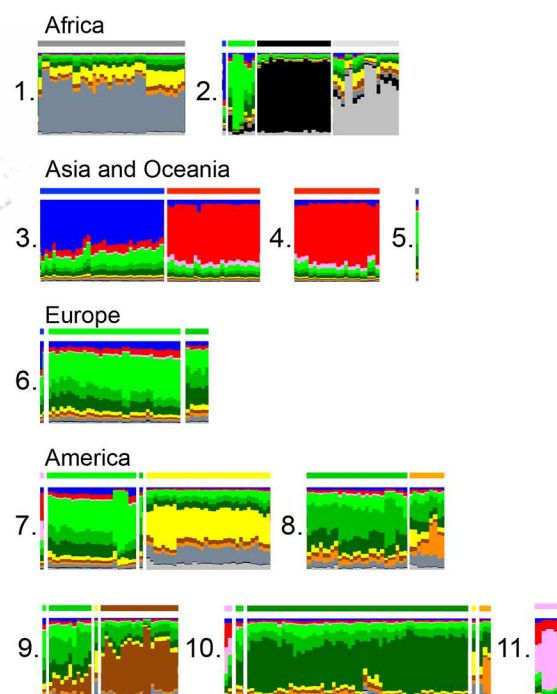 Africa
1. 2.
Asia and Oceania
3. 4. 5.
Europe
6.
America
7. 8.
9. 10. 11.